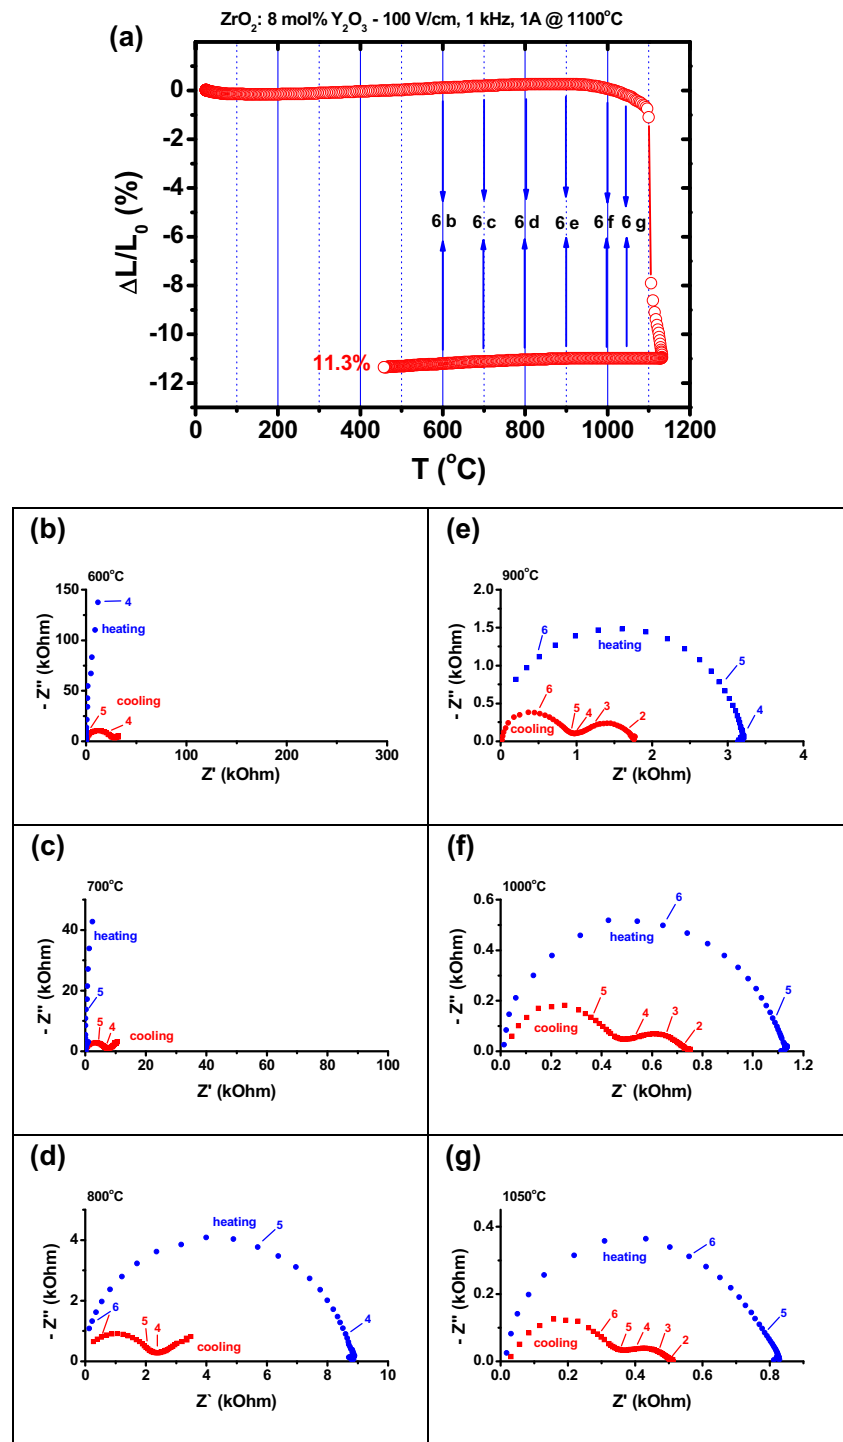 ZrO₂: 8 mol% Y₂O₃ - 100 V/cm, 1 kHz, 1A @ 1100°C
(a)
ΔL/L₀ (%)
0
-2
-4
-6
-8
-10
-12
6 b 6 c 6 d 6 e 6 f 6 g
11.3%
0 200 400 600 800 1000 1200
T (°C)
(b)
600°C
- Z'' (kOhm)
150
100
50
0
4
heating
cooling
5 4
0 100 200 300
Z' (kOhm)
(c)
700°C
- Z'' (kOhm)
40
20
0
heating
5
5 4
cooling
0 20 40 60 80 100
Z' (kOhm)
(d)
800°C
- Z'' (kOhm)
4
2
0
heating
5
6
5 4
4
cooling
0 2 4 6 8 10
Z` (kOhm)
(e)
900°C
- Z'' (kOhm)
2.0
1.5
1.0
0.5
0.0
6
heating
5
6
5 4 3 2
4
cooling
0 1 2 3 4
Z' (kOhm)
(f)
1000°C
- Z'' (kOhm)
0.6
0.4
0.2
0.0
6
heating
5
4 3 2
5
cooling
0.0 0.2 0.4 0.6 0.8 1.0 1.2
Z` (kOhm)
(g)
1050°C
- Z'' (kOhm)
0.4
0.2
0.0
6
heating
6
5 4 3 2
5
cooling
0.0 0.2 0.4 0.6 0.8
Z' (kOhm)